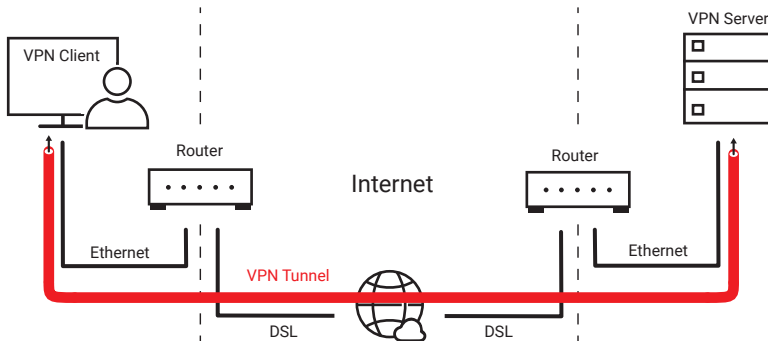 VPN Server
VPN Client
Router
Router
Internet
Ethernet
Ethernet
VPN Tunnel
DSL
DSL